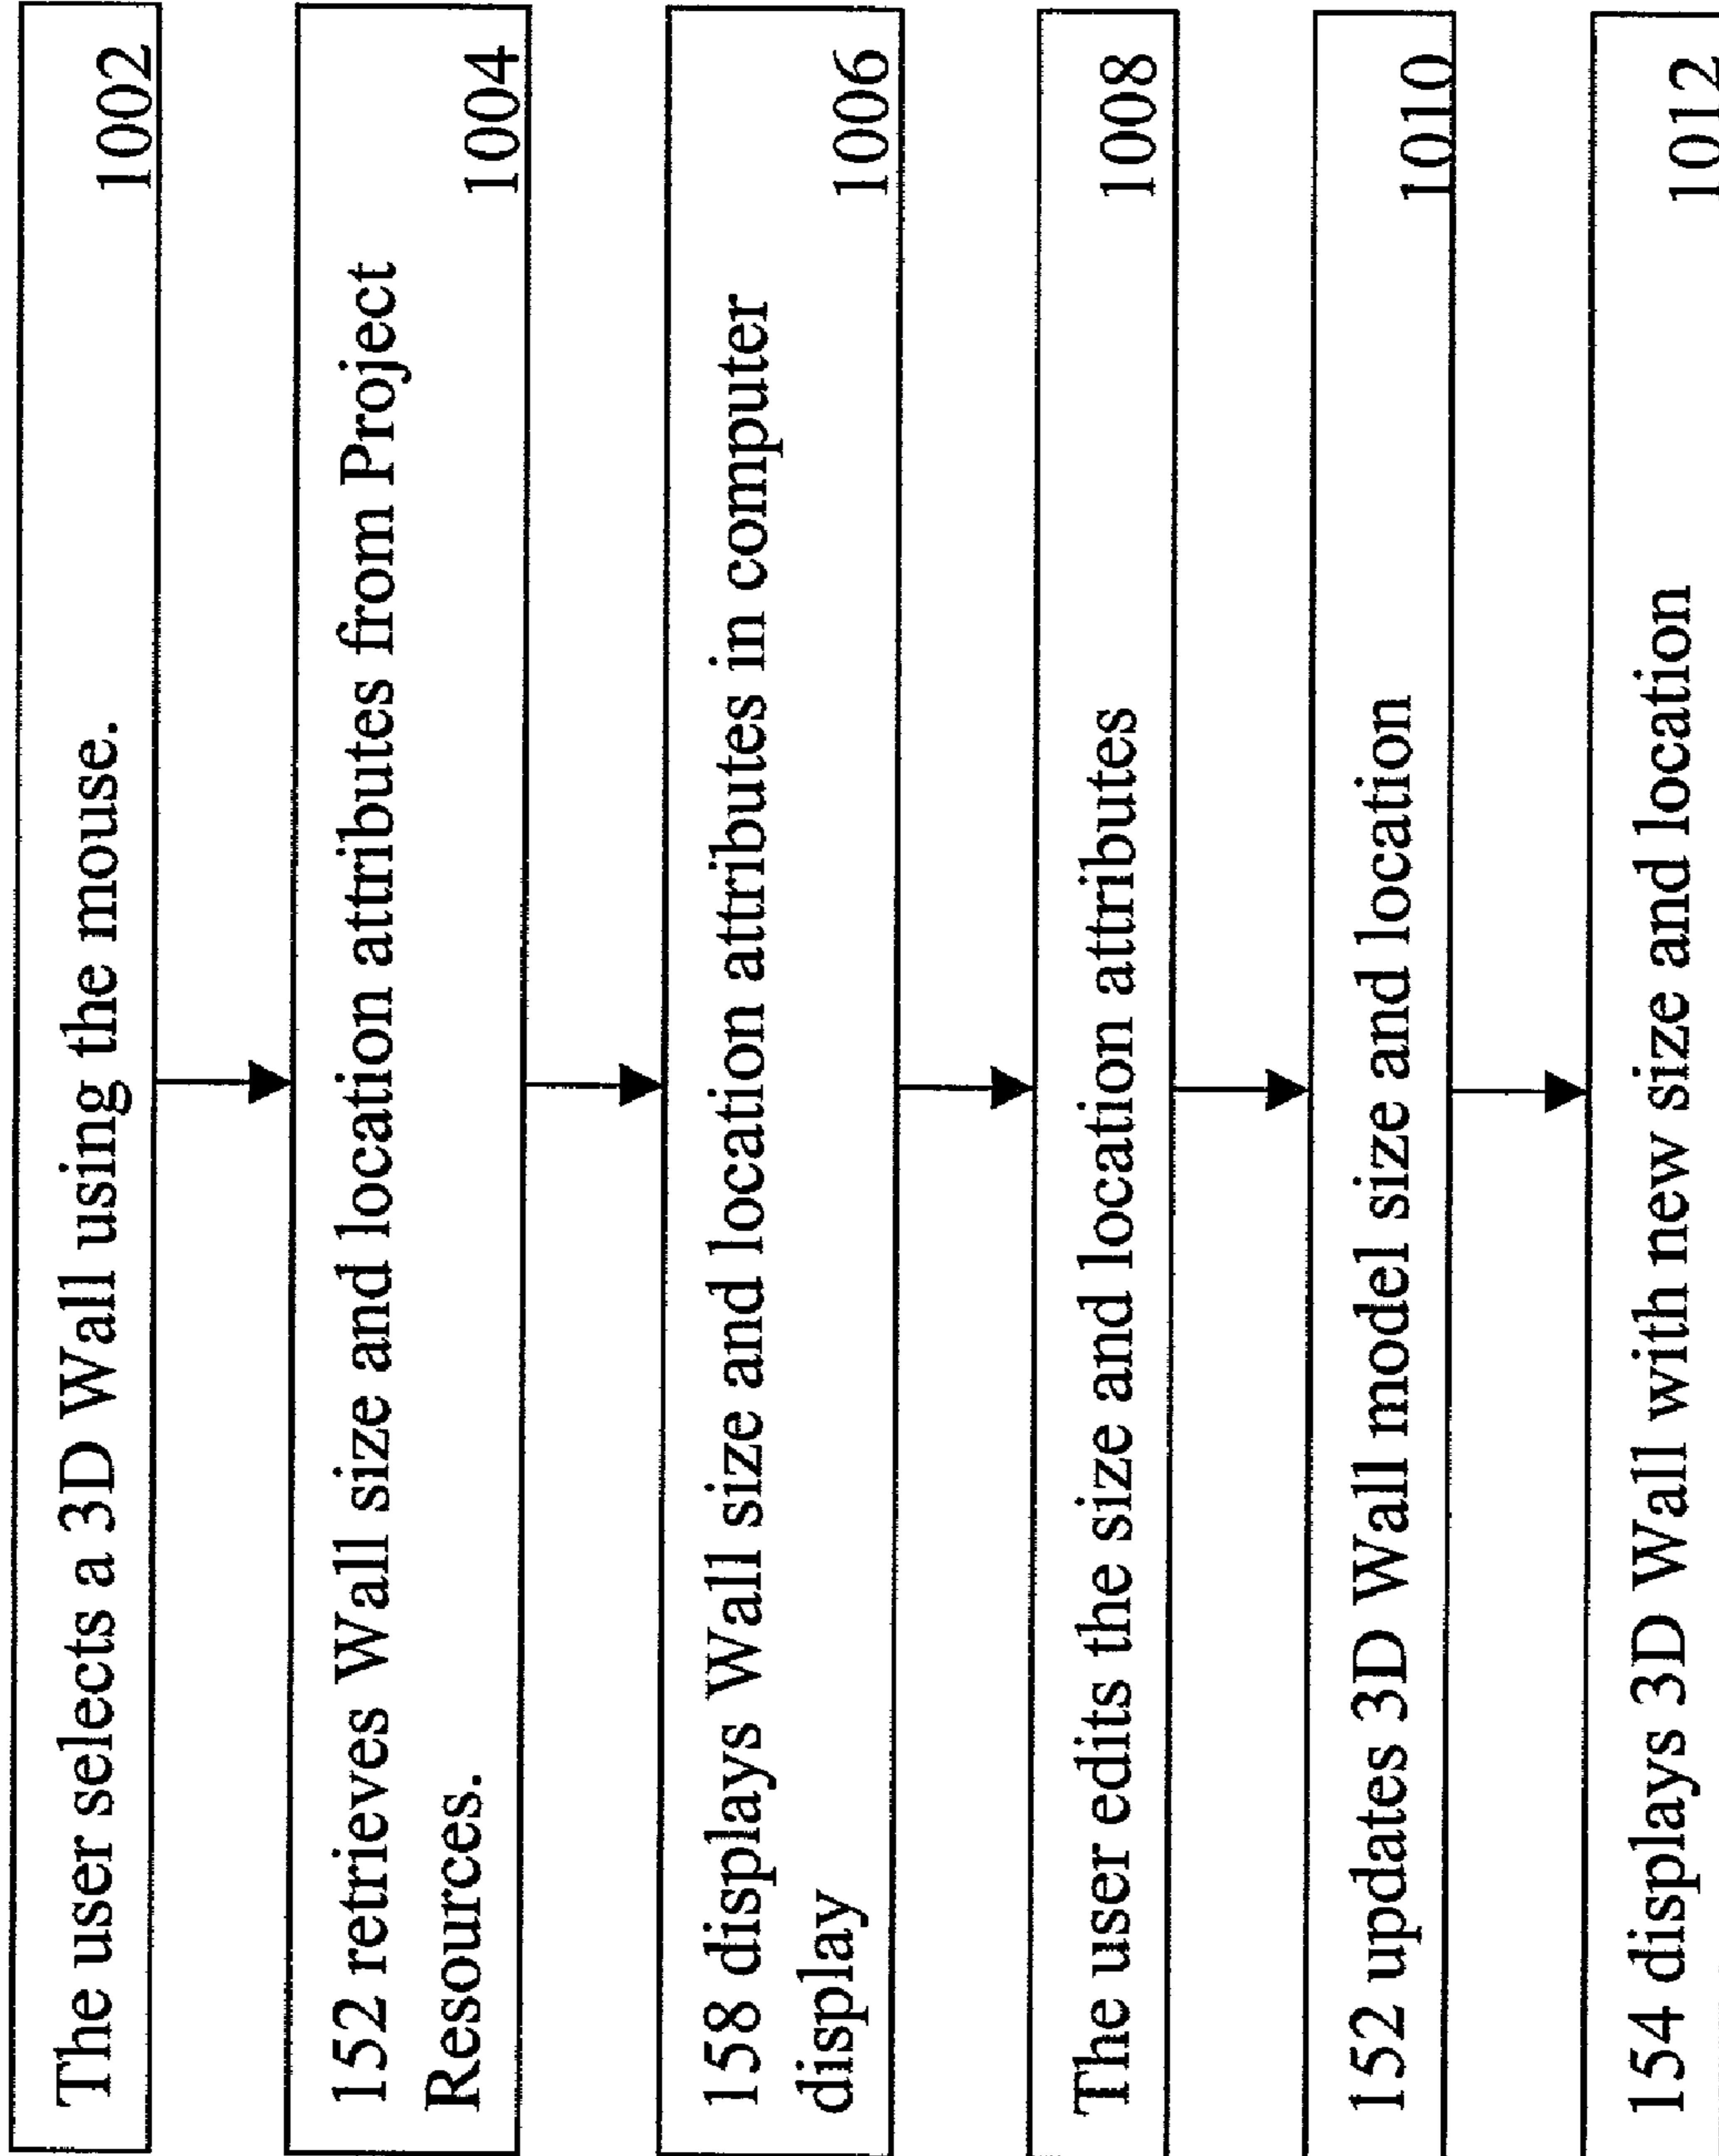 The user selects a 3D Wall using the mouse.
1002
152 retrieves Wall size and location attributes from Project
Resources.
1004
158 displays Wall size and location attributes in computer
display
1006
The user edits the size and location attributes
1008
152 updates 3D Wall model size and location
1010
154 displays 3D Wall with new size and location
1012